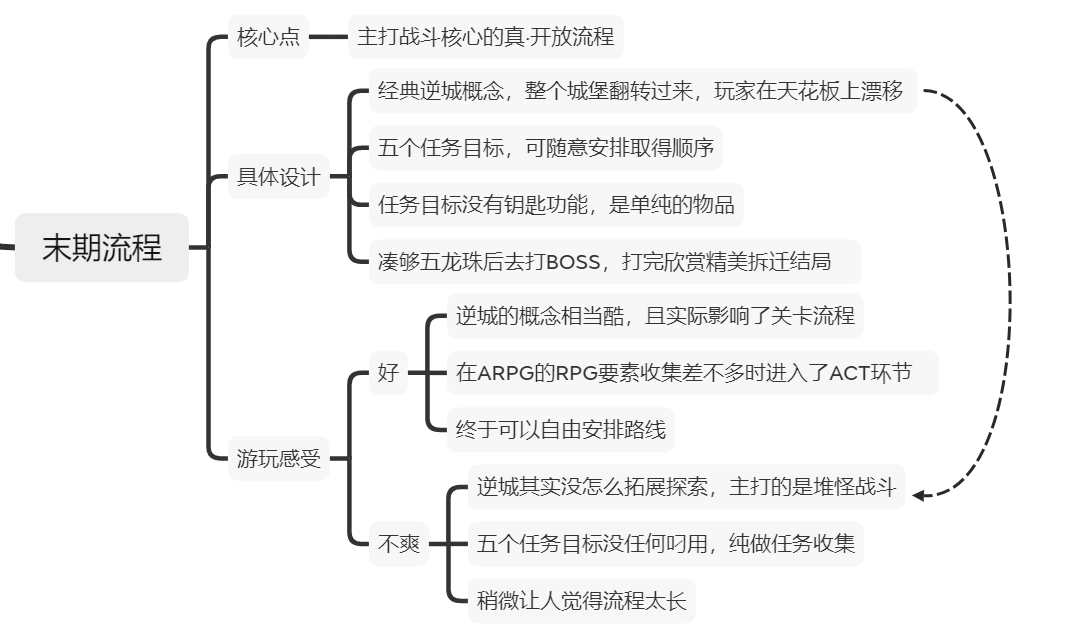 核心点
主打战斗核心的真·开放流程
经典逆城概念，整个城堡翻转过来，玩家在天花板上漂移
五个任务目标，可随意安排取得顺序
具体设计
任务目标没有钥匙功能，是单纯的物品
末期流程
凑够五龙珠后去打BOSS，打完欣赏精美拆迁结局
逆城的概念相当酷，且实际影响了关卡流程
好
在ARPG的RPG要素收集差不多时进入了ACT环节
终于可以自由安排路线
游玩感受
逆城其实没怎么拓展探索，主打的是堆怪战斗
不爽
五个任务目标没任何叼用，纯做任务收集
稍微让人觉得流程太长